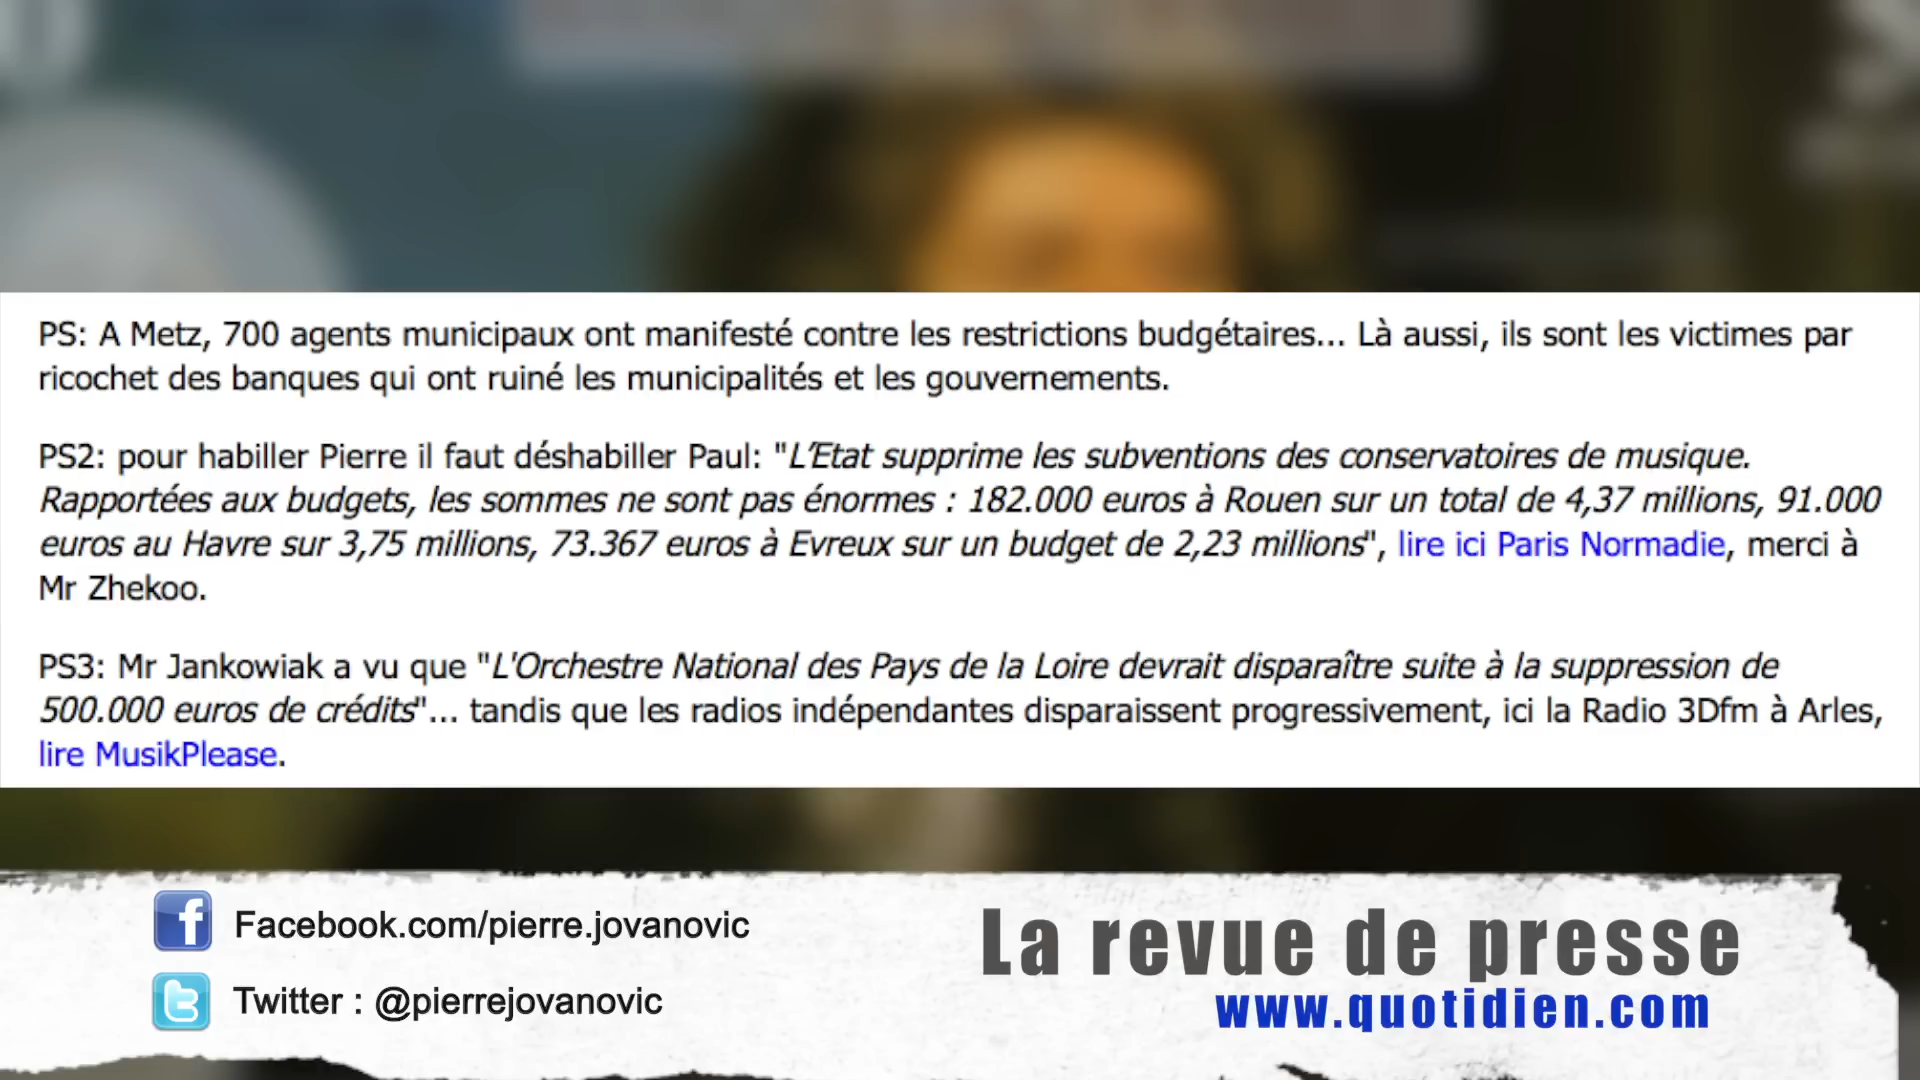 PS: A Metz, 700 agents municipaux ont manifesté contre les restrictions budgétaires... Là aussi, ils sont les victimes par
ricochet des banques qui ont ruiné les municipalités et les gouvernements.
PS2: pour habiller Pierre il faut déshabiller Paul: "L’Etat supprime les subventions des conservatoires de musique.
Rapportées aux budgets, les sommes ne sont pas énormes : 182.000 euros à Rouen sur un total de 4,37 millions, 91.000
euros au Havre sur 3,75 millions, 73.367 euros à Evreux sur un budget de 2,23 millions", lire ici Paris Normadie, merci à
Mr Zhekoo.
PS3: Mr Jankowiak a vu que "L'Orchestre National des Pays de la Loire devrait disparaître suite à la suppression de
500.000 euros de crédits"... tandis que les radios indépendantes disparaissent progressivement, ici la Radio 3Dfm à Arles,
lire MusikPlease.
Facebook.com/pierre.jovanovic
Twitter : @pierrejovanovic
La revue de presse
www.quotidien.com